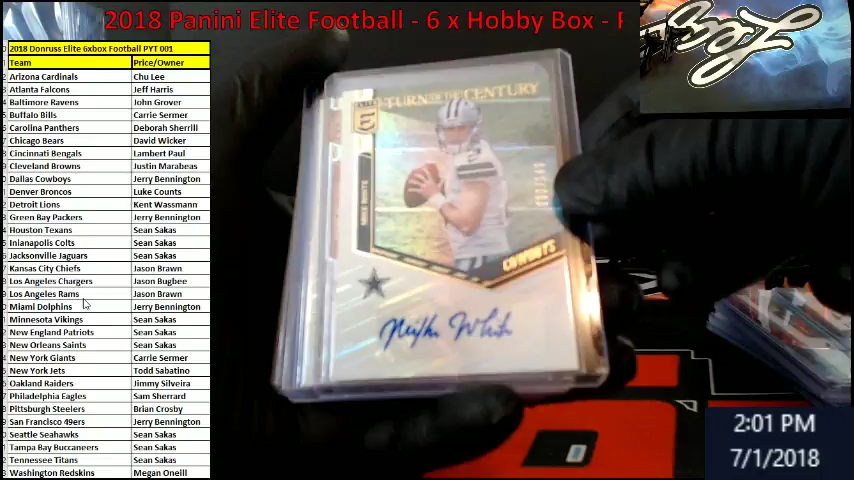 2018 Panini Elite Football - 6 x Hobby Box - P
2018 Donruss Elite 6xbox Football PYT 001
Team Price/Owner
Arizona Cardinals Chu Lee
Atlanta Falcons Jeff Harris
Baltimore Ravens John Grover
Buffalo Bills Carrie Sermer
Carolina Panthers Deborah Sherrill
Chicago Bears David Wicker
Cincinnati Bengals Lambert Paul
Cleveland Browns Justin Marabeas
Dallas Cowboys Jerry Bennington
Denver Broncos Luke Counts
Detroit Lions Kent Wassmann
Green Bay Packers Jerry Bennington
Houston Texans Sean Sakas
Inianapolis Colts Sean Sakas
Jacksonville Jaguars Sean Sakas
Kansas City Chiefs Jason Brawn
Los Angeles Chargers Jason Bugbee
Los Angeles Rams Jason Brawn
Miami Dolphins Jerry Bennington
Minnesota Vikings Sean Sakas
New England Patriots Sean Sakas
New Orleans Saints Sean Sakas
New York Giants Carrie Sermer
New York Jets Todd Sabatino
Oakland Raiders Jimmy Silveira
Philadelphia Eagles Sam Sherrard
Pittsburgh Steelers Brian Crosby
San Francisco 49ers Jerry Bennington
Seattle Seahawks Sean Sakas
Tampa Bay Buccaneers Sean Sakas
Tennessee Titans Sean Sakas
Washington Redskins Megan Oneill
TURN OF THE CENTURY
MIKE WHITE
COWBOYS
Mike White
2:01 PM
7/1/2018